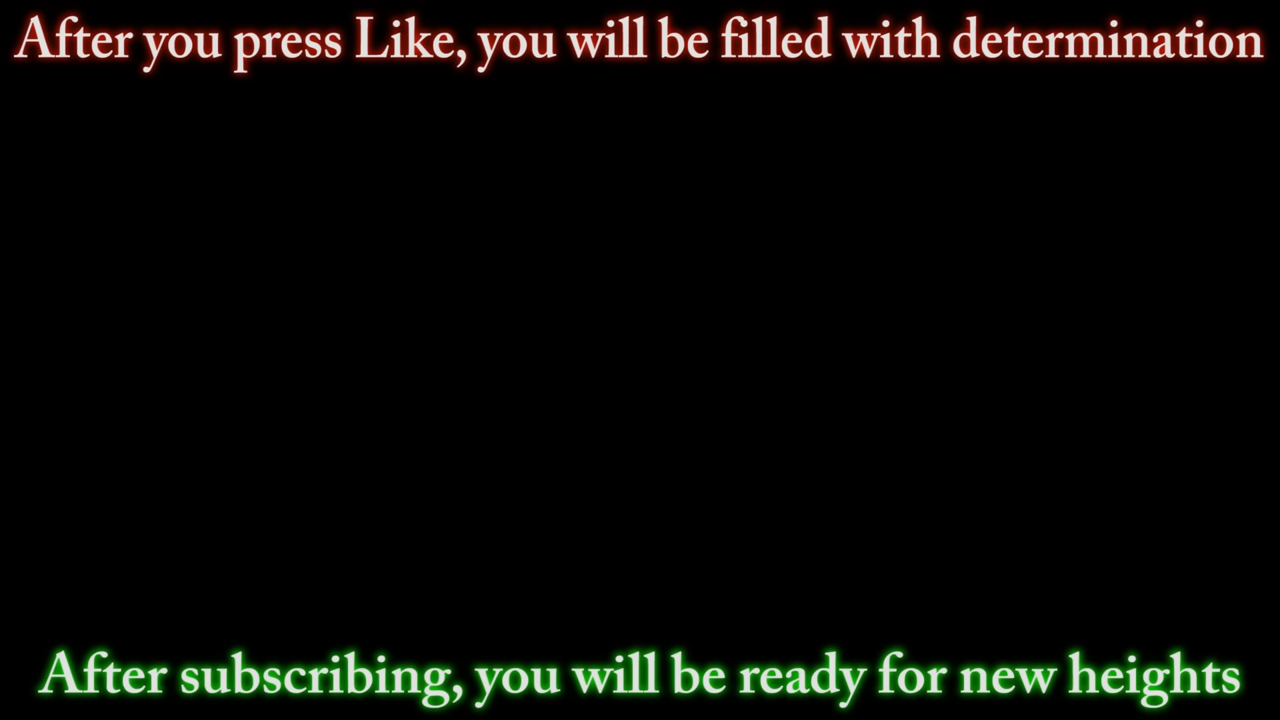 After you press Like, you will be filled with determination
After subscribing, you will be ready for new heights